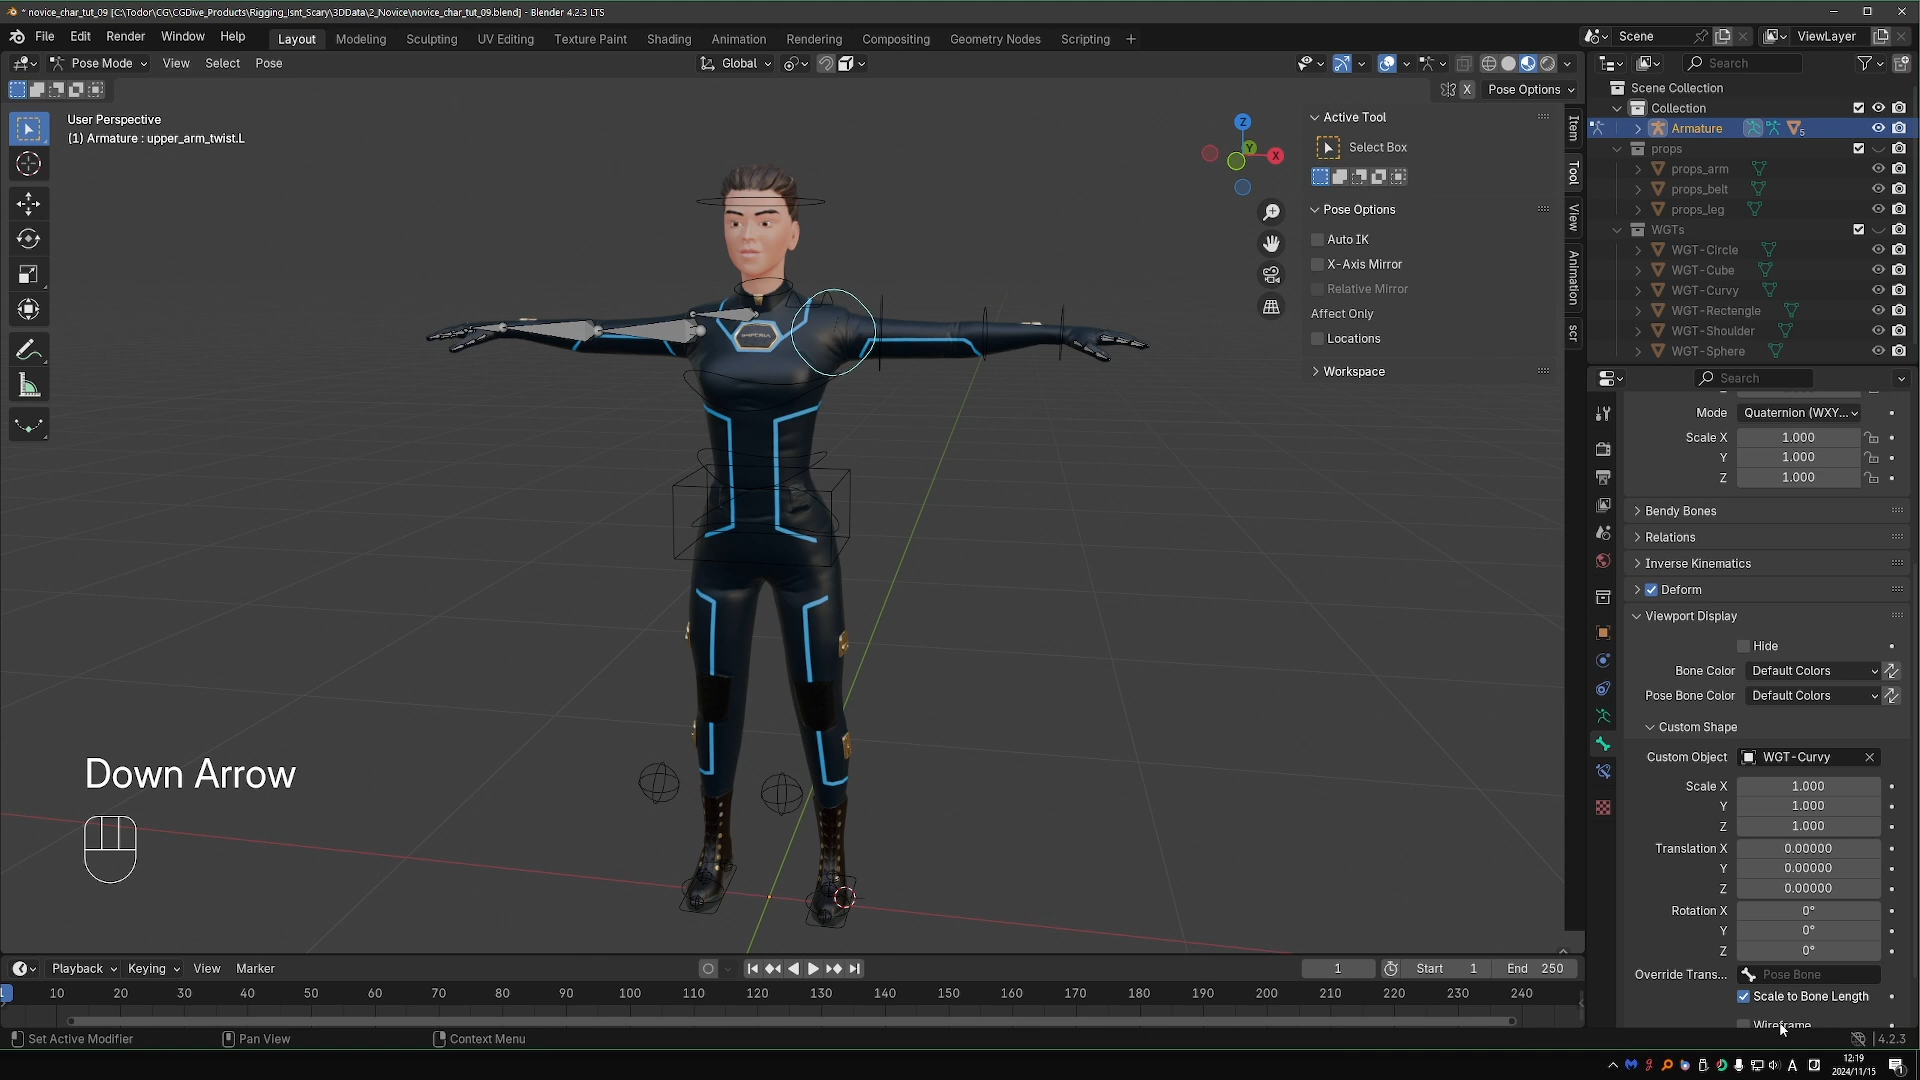 * novice_char_tut_09 [C:\Todor\CG\CGDive_Products\Rigging_Isnt_Scary\3DData\2_Novice\novice_char_tut_09.blend] - Blender 4.2.3 LTS
File Edit Render Window Help Layout Modeling Sculpting UV Editing Texture Paint Shading Animation Rendering Compositing Geometry Nodes Scripting + Scene ViewLayer
Pose Mode View Select Pose Global Search
X Pose Options
User Perspective
(1) Armature : upper_arm_twist.L
Z
Y
X
Active Tool
Select Box
Pose Options
Auto IK
X-Axis Mirror
Relative Mirror
Affect Only
Locations
Workspace
Item
Tool
View
Animation
scr
Scene Collection
Collection
Armature 5
props
props_arm
props_belt
props_leg
WGTs
WGT-Circle
WGT-Cube
WGT-Curvy
WGT-Rectangle
WGT-Shoulder
WGT-Sphere
Search
Mode Quaternion (WXY...
Scale X 1.000
Y 1.000
Z 1.000
Bendy Bones
Relations
Inverse Kinematics
Deform
Viewport Display
Hide
Bone Color Default Colors
Pose Bone Color Default Colors
Custom Shape
Custom Object WGT-Curvy
Scale X 1.000
Y 1.000
Z 1.000
Translation X 0.00000
Y 0.00000
Z 0.00000
Rotation X 0°
Y 0°
Z 0°
Override Trans... Pose Bone
Scale to Bone Length
Wireframe
Down Arrow
Playback Keying View Marker 1 Start 1 End 250
1 10 20 30 40 50 60 70 80 90 100 110 120 130 140 150 160 170 180 190 200 210 220 230 240
Set Active Modifier Pan View Context Menu 4.2.3
A 12:19
2024/11/15